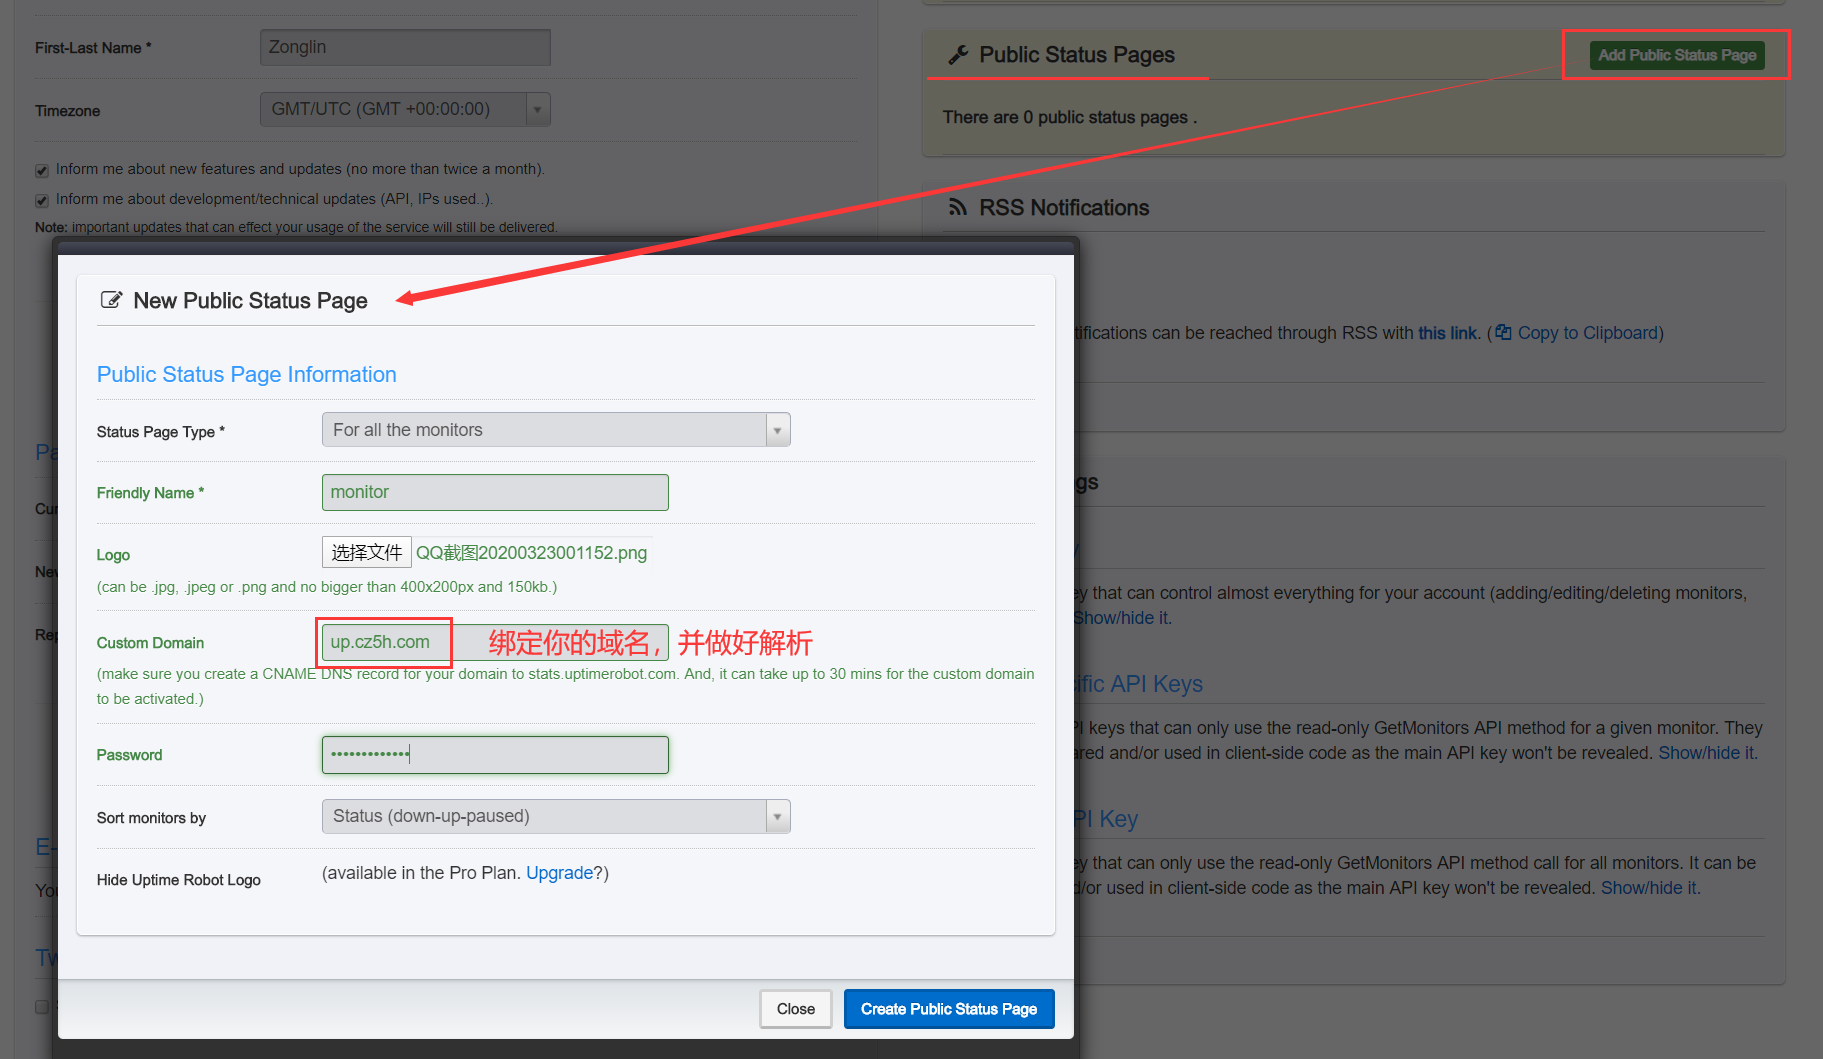 First-Last Name *
Zonglin
Timezone
GMT/UTC (GMT +00:00:00)
Inform me about new features and updates (no more than twice a month).
Inform me about development/technical updates (API, IPs used..).
Note: important updates that can effect your usage of the service will still be delivered.
Public Status Pages
Add Public Status Page
There are 0 public status pages .
RSS Notifications
tifications can be reached through RSS with this link. ( Copy to Clipboard)
New Public Status Page
Public Status Page Information
Status Page Type *
For all the monitors
Friendly Name *
monitor
Logo
选择文件 QQ截图20200323001152.png
(can be .jpg, .jpeg or .png and no bigger than 400x200px and 150kb.)
Custom Domain
up.cz5h.com
绑定你的域名，并做好解析
(make sure you create a CNAME DNS record for your domain to stats.uptimerobot.com. And, it can take up to 30 mins for the custom domain
to be activated.)
Password
•••••••••••••
Sort monitors by
Status (down-up-paused)
Hide Uptime Robot Logo
(available in the Pro Plan. Upgrade?)
Close
Create Public Status Page
Pa
Cur
New
Rep
E-
You
Tw
gs
y
ey that can control almost everything for your account (adding/editing/deleting monitors,
Show/hide it.
ific API Keys
PI keys that can only use the read-only GetMonitors API method for a given monitor. They
ared and/or used in client-side code as the main API key won't be revealed. Show/hide it.
PI Key
ey that can only use the read-only GetMonitors API method call for all monitors. It can be
d/or used in client-side code as the main API key won't be revealed. Show/hide it.